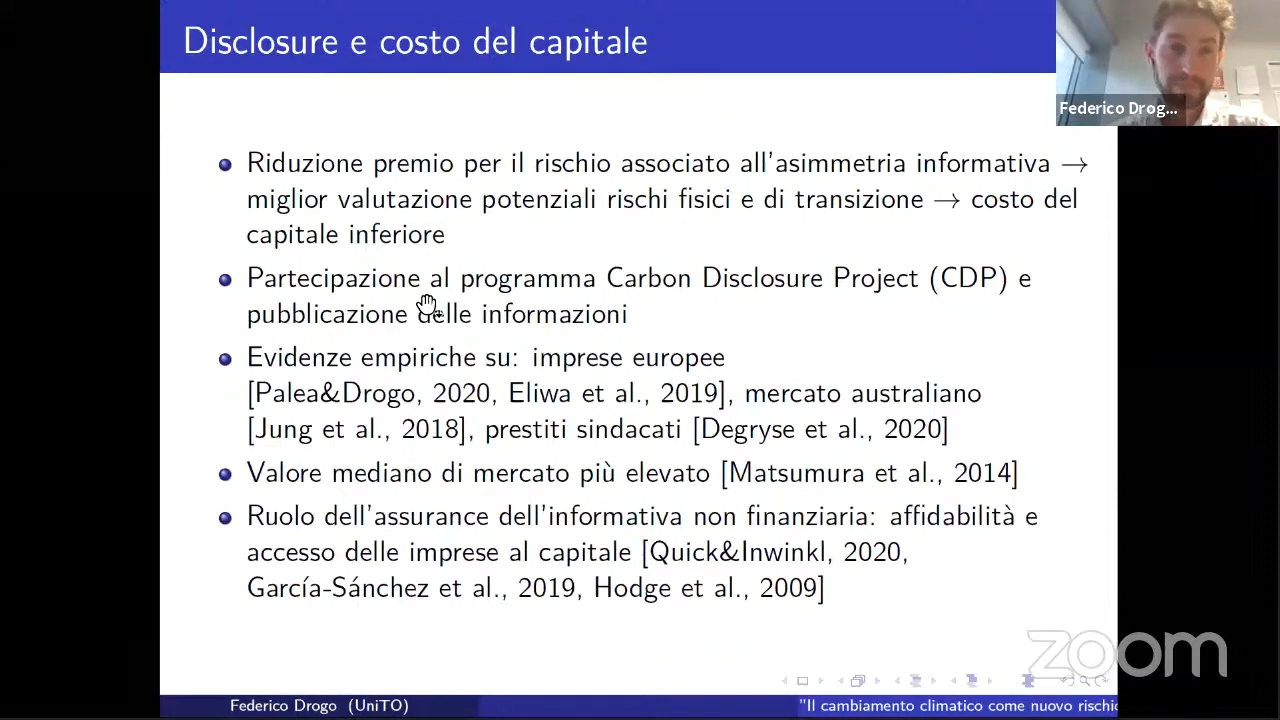 Disclosure e costo del capitale
Federico Drog...
Riduzione premio per il rischio associato all'asimmetria informativa →
miglior valutazione potenziali rischi fisici e di transizione → costo del
capitale inferiore
Partecipazione al programma Carbon Disclosure Project (CDP) e
pubblicazione delle informazioni
Evidenze empiriche su: imprese europee
[Palea&Drogo, 2020, Eliwa et al., 2019], mercato australiano
[Jung et al., 2018], prestiti sindacati [Degryse et al., 2020]
Valore mediano di mercato più elevato [Matsumura et al., 2014]
Ruolo dell'assurance dell'informativa non finanziaria: affidabilità e
accesso delle imprese al capitale [Quick&Inwinkl, 2020,
García-Sánchez et al., 2019, Hodge et al., 2009]
zoom
Federico Drogo (UniTO)
"Il cambiamento climatico come nuovo rischio